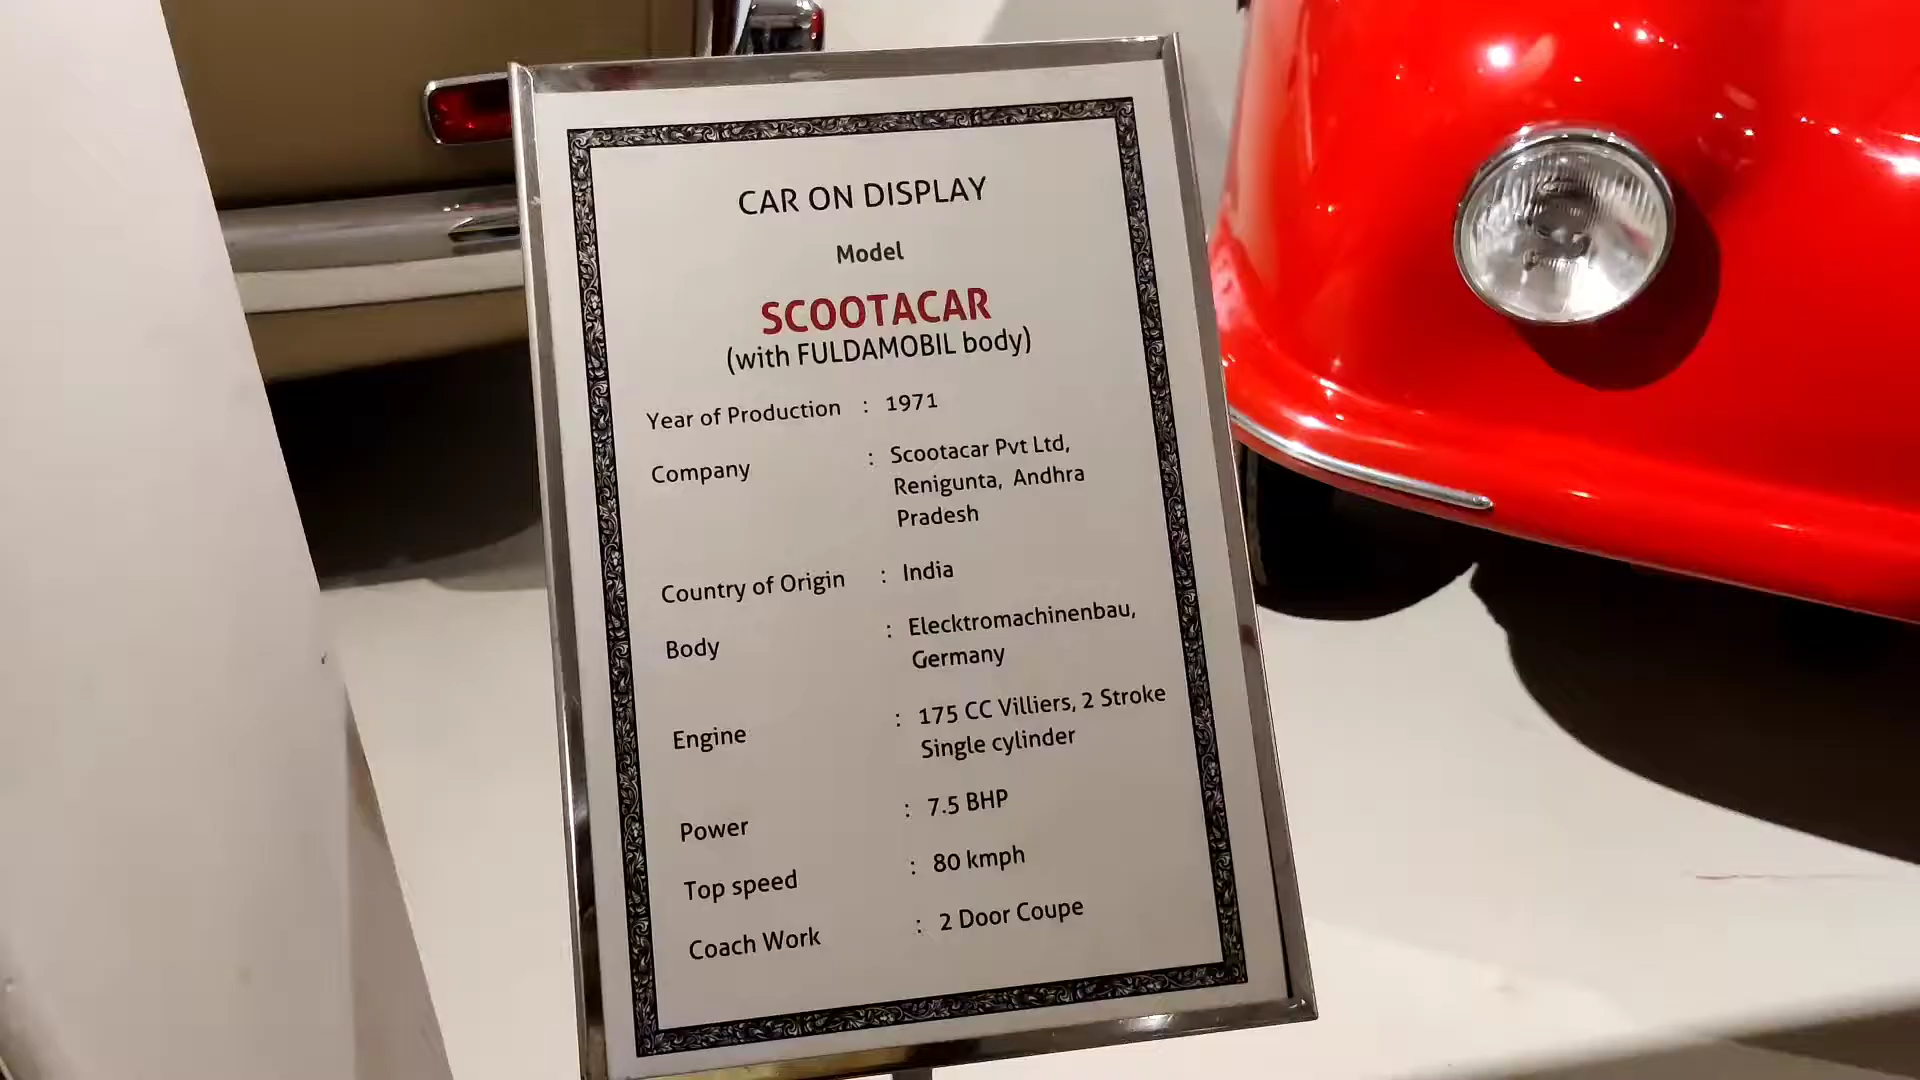 CAR ON DISPLAY
Model
SCOOTACAR
(with FULDAMOBIL body)
Year of Production : 1971
Company : Scootacar Pvt Ltd,
Renigunta, Andhra
Pradesh
Country of Origin : India
Body : Elecktromachinenbau,
Germany
Engine : 175 CC Villiers, 2 Stroke
Single cylinder
Power : 7.5 BHP
Top speed : 80 kmph
Coach Work : 2 Door Coupe